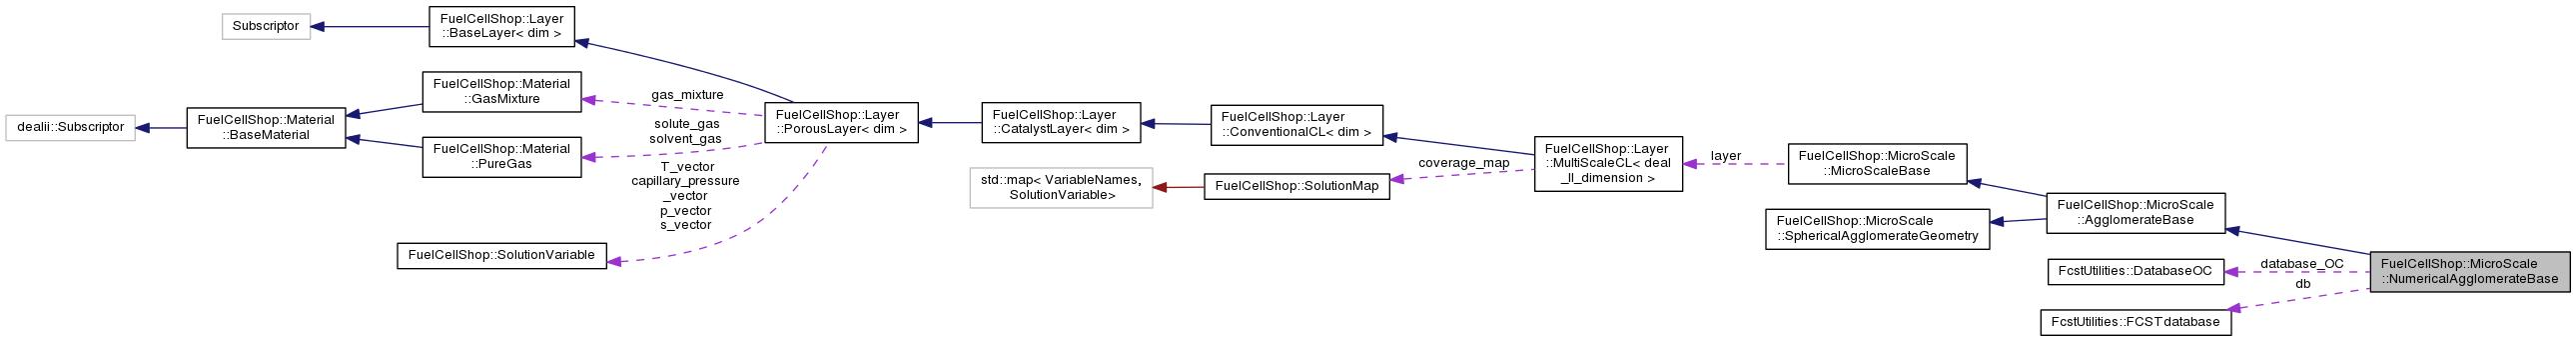 Subscriptor
FuelCellShop::Layer
::BaseLayer< dim >
FuelCellShop::Material
::GasMixture
dealii::Subscriptor
FuelCellShop::Material
::BaseMaterial
FuelCellShop::Material
::PureGas
FuelCellShop::SolutionVariable
gas_mixture
solute_gas
solvent_gas
T_vector
capillary_pressure
_vector
p_vector
s_vector
FuelCellShop::Layer
::PorousLayer< dim >
FuelCellShop::Layer
::CatalystLayer< dim >
std::map< VariableNames,
SolutionVariable>
FuelCellShop::Layer
::ConventionalCL< dim >
FuelCellShop::SolutionMap
coverage_map
FuelCellShop::Layer
::MultiScaleCL< deal
_II_dimension >
layer
FuelCellShop::MicroScale
::MicroScaleBase
FuelCellShop::MicroScale
::SphericalAgglomerateGeometry
FuelCellShop::MicroScale
::AgglomerateBase
FcstUtilities::DatabaseOC
FcstUtilities::FCSTdatabase
database_OC
db
FuelCellShop::MicroScale
::NumericalAgglomerateBase